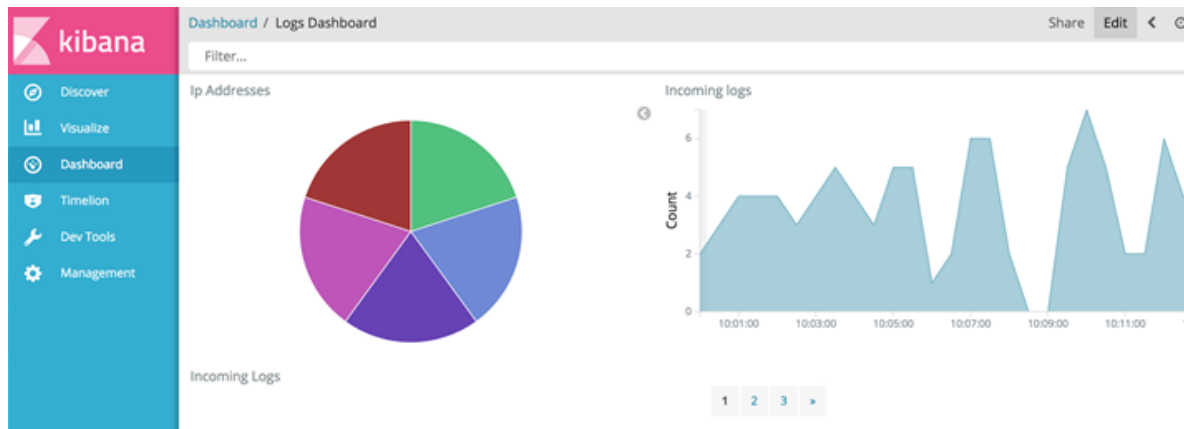 kibana
Discover
Visualize
Dashboard
Timelion
Dev Tools
Management
Dashboard / Logs Dashboard
Share Edit
Filter...
Ip Addresses
Incoming logs
Count
6
4
2
0
10:01:00 10:03:00 10:05:00 10:07:00 10:09:00 10:11:00
Incoming Logs
1 2 3 »